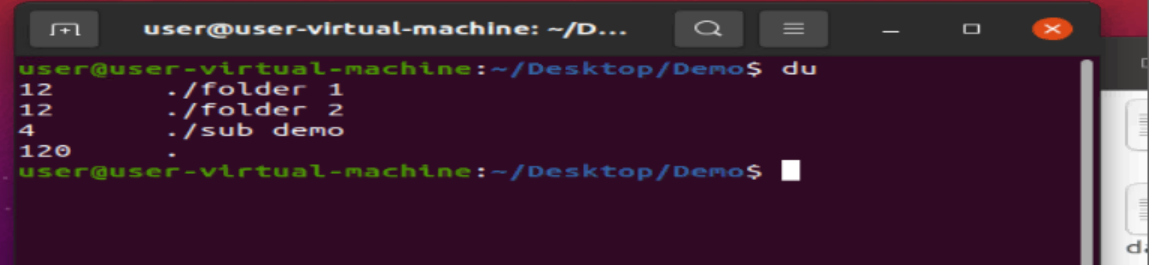 user@user-virtual-machine: ~/D...
user@user-virtual-machine:~/Desktop/Demo$ du
12 ./folder 1
12 ./folder 2
4 ./sub demo
120 .
user@user-virtual-machine:~/Desktop/Demo$